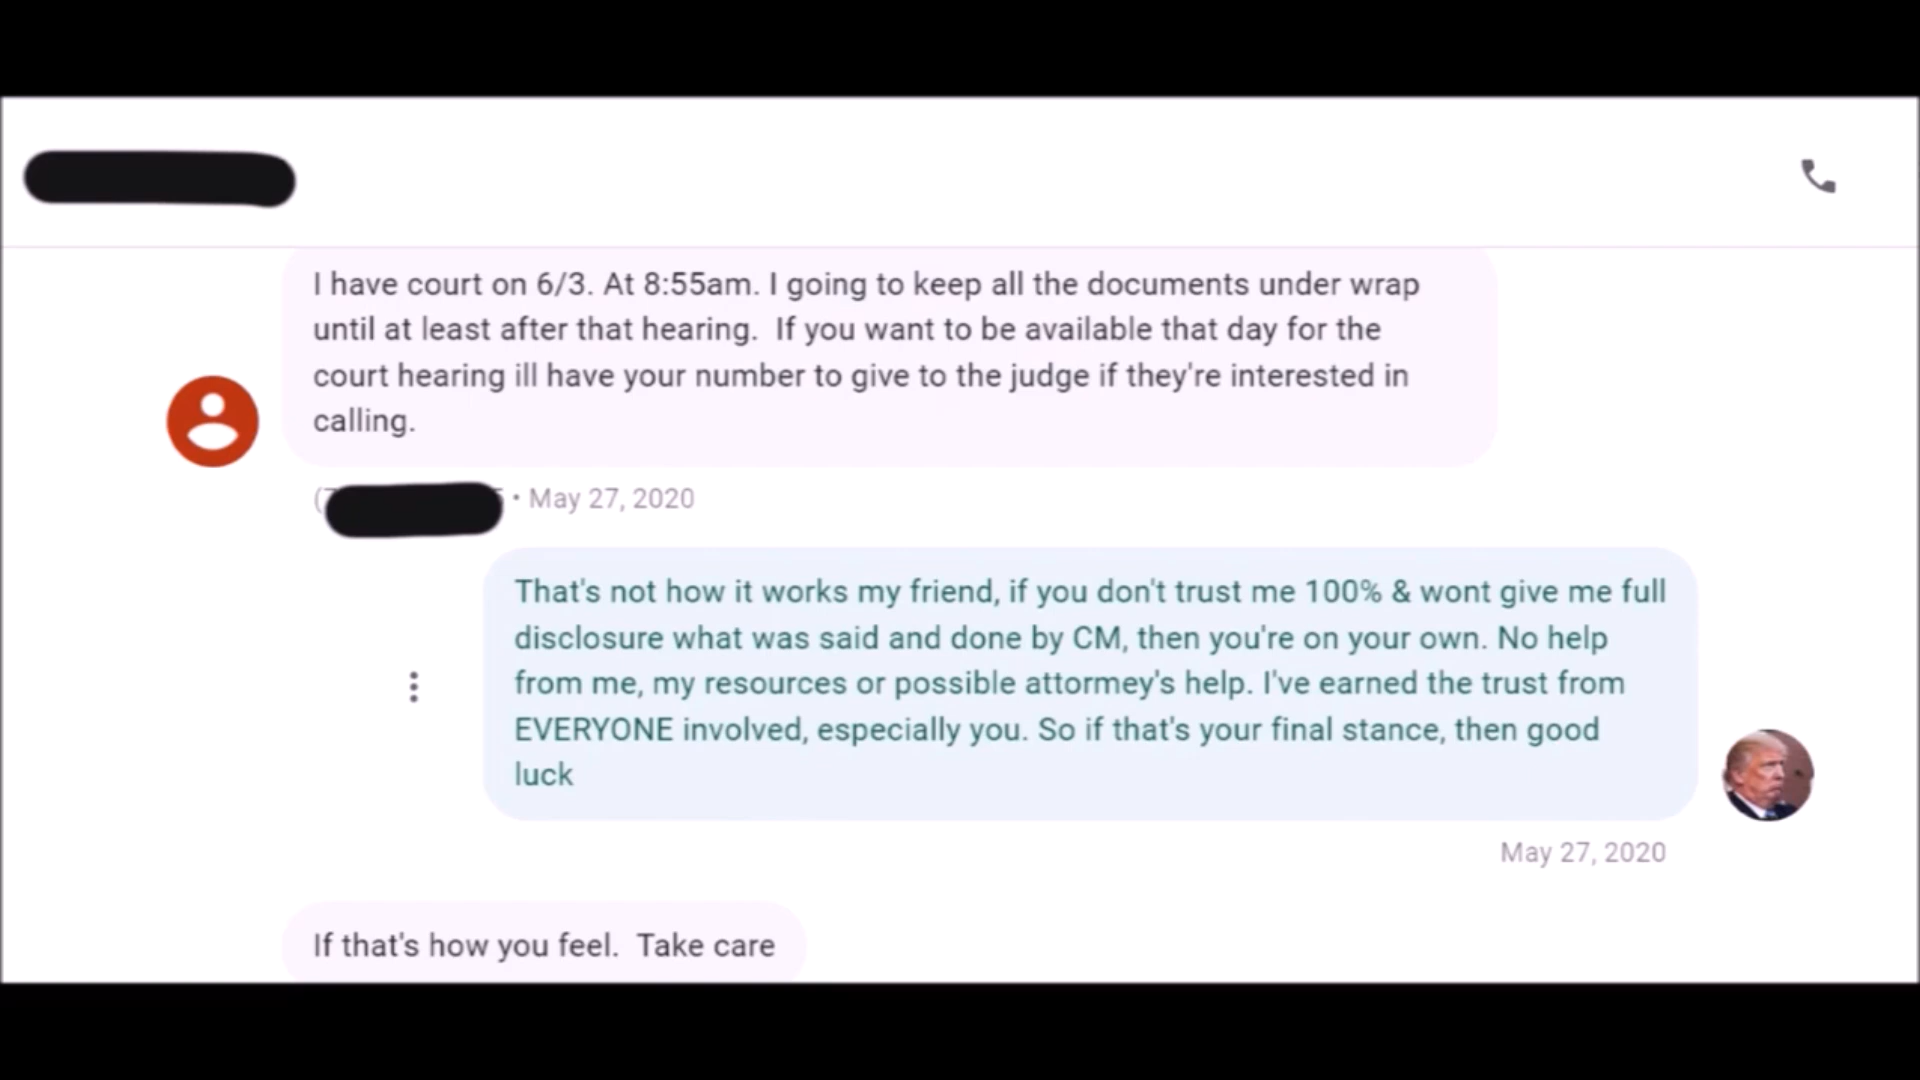 I have court on 6/3. At 8:55am. I going to keep all the documents under wrap
until at least after that hearing.  If you want to be available that day for the
court hearing ill have your number to give to the judge if they're interested in
calling.
• May 27, 2020
That's not how it works my friend, if you don't trust me 100% & wont give me full
disclosure what was said and done by CM, then you're on your own. No help
from me, my resources or possible attormey's help. I've earned the trust from
EVERYONE involved, especially you. So if that's your final stance, then good
luck
May 27, 2020
If that's how you feel.  Take care